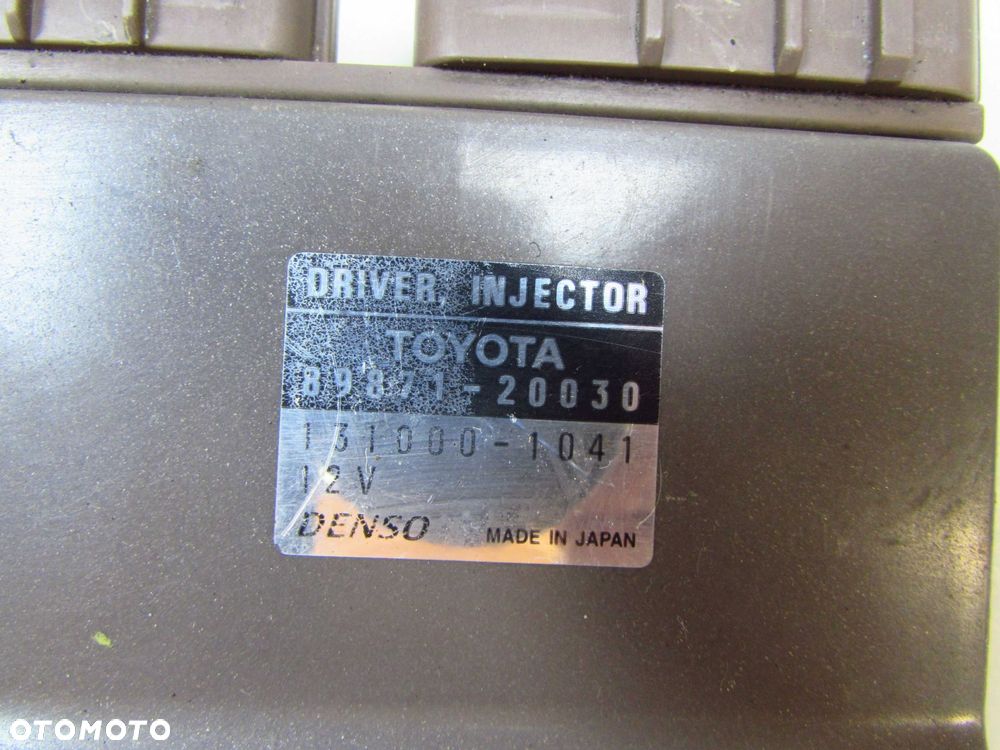 DRIVER, INJECTOR
TOYOTA
89871-20030
131000-1041
12V
DENSO MADE IN JAPAN
OTOMOTO